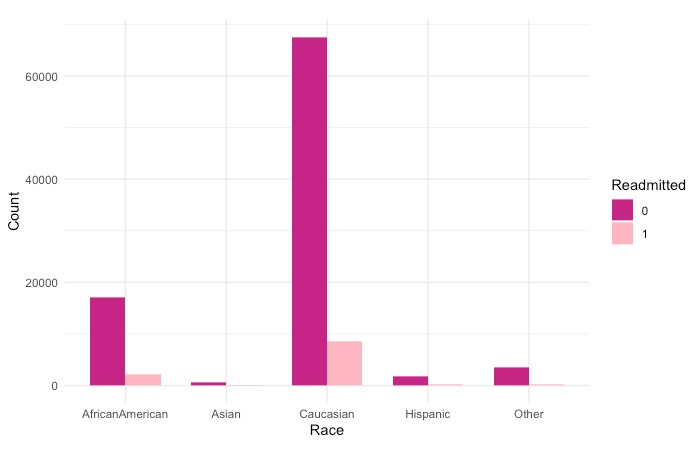 60000
40000
20000
0
Count
AfricanAmerican
Asian
Caucasian
Hispanic
Other
Race
Readmitted
0
1